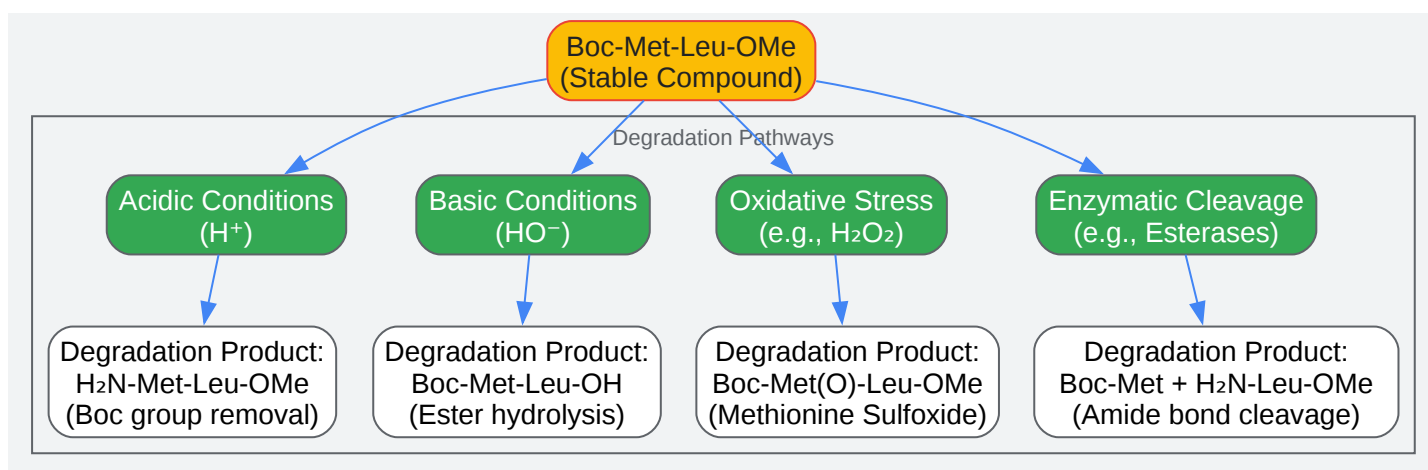 Boc-Met-Leu-OMe
(Stable Compound)
Degradation Pathways
Acidic Conditions
(H⁺)
Basic Conditions
(HO⁻)
Oxidative Stress
(e.g., H₂O₂)
Enzymatic Cleavage
(e.g., Esterases)
Degradation Product:
H₂N-Met-Leu-OMe
(Boc group removal)
Degradation Product:
Boc-Met-Leu-OH
(Ester hydrolysis)
Degradation Product:
Boc-Met(O)-Leu-OMe
(Methionine Sulfoxide)
Degradation Product:
Boc-Met + H₂N-Leu-OMe
(Amide bond cleavage)